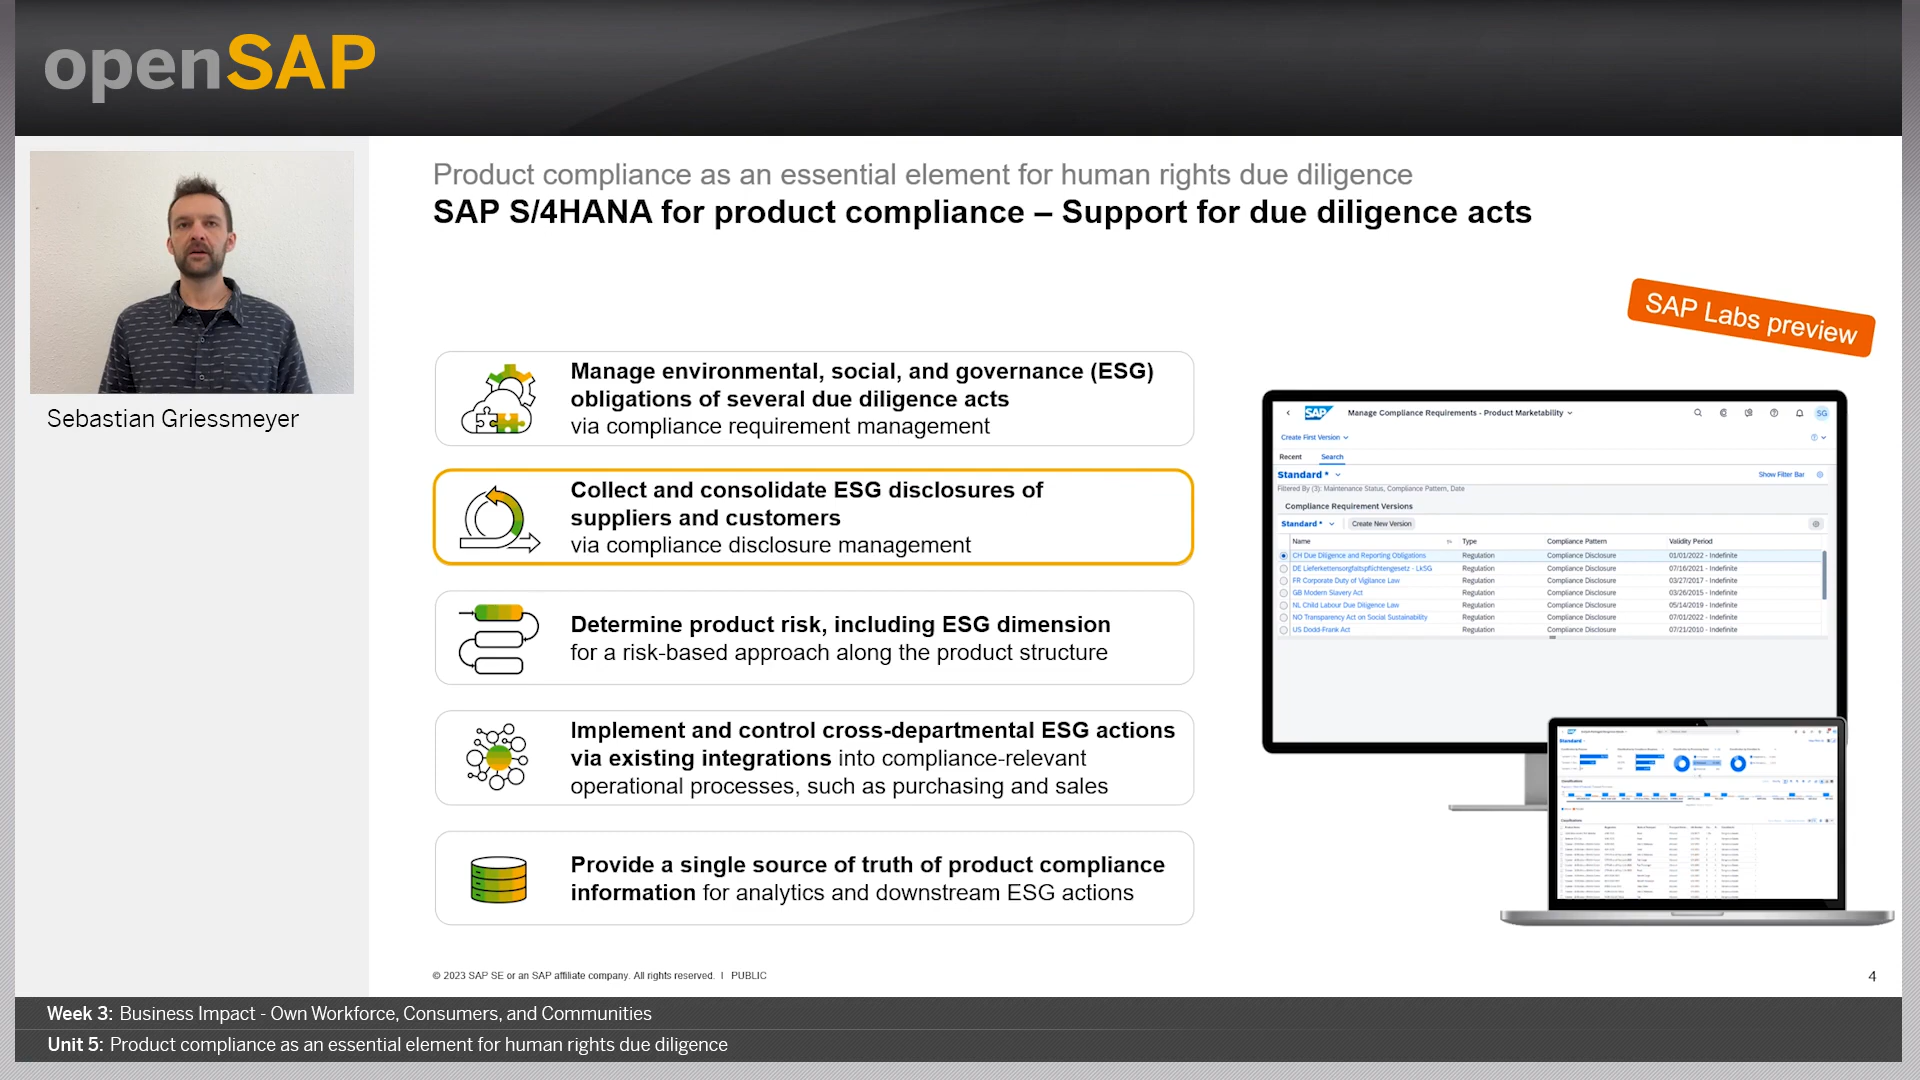 openSAP
Sebastian Griessmeyer
Product compliance as an essential element for human rights due diligence
SAP S/4HANA for product compliance – Support for due diligence acts
SAP Labs preview
Manage environmental, social, and governance (ESG)
obligations of several due diligence acts
via compliance requirement management
Collect and consolidate ESG disclosures of
suppliers and customers
via compliance disclosure management
Determine product risk, including ESG dimension
for a risk-based approach along the product structure
Implement and control cross-departmental ESG actions
via existing integrations into compliance-relevant
operational processes, such as purchasing and sales
Provide a single source of truth of product compliance
information for analytics and downstream ESG actions
SAP Manage Compliance Requirements - Product Marketability SG
Create First Version
Recent Search
Standard * Show Filter Bar
Filtered By (3): Maintenance Status, Compliance Pattern, Date
Compliance Requirement Versions
Standard * Create New Version
Name Type Compliance Pattern Validity Period
CH Due Diligence and Reporting Obligations Regulation Compliance Disclosure 01/01/2022 - Indefinite
DE Lieferkettensorgfaltspflichtengesetz - LkSG Regulation Compliance Disclosure 07/16/2021 - Indefinite
FR Corporate Duty of Vigilance Law Regulation Compliance Disclosure 03/27/2017 - Indefinite
GB Modern Slavery Act Regulation Compliance Disclosure 03/26/2015 - Indefinite
NL Child Labour Due Diligence Law Regulation Compliance Disclosure 05/14/2019 - Indefinite
NO Transparency Act on Social Sustainability Regulation Compliance Disclosure 07/01/2022 - Indefinite
US Dodd-Frank Act Regulation Compliance Disclosure 07/21/2010 - Indefinite
SAP
Standard
© 2023 SAP SE or an SAP affiliate company. All rights reserved. | PUBLIC
4
Week 3: Business Impact - Own Workforce, Consumers, and Communities
Unit 5: Product compliance as an essential element for human rights due diligence